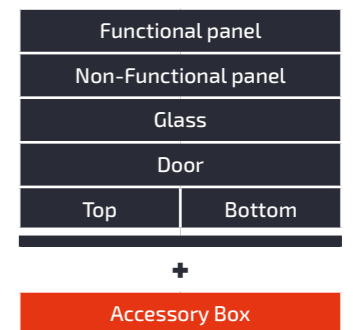 Functional panel
Non-Functional panel
Glass
Door
Top Bottom
+
Accessory Box